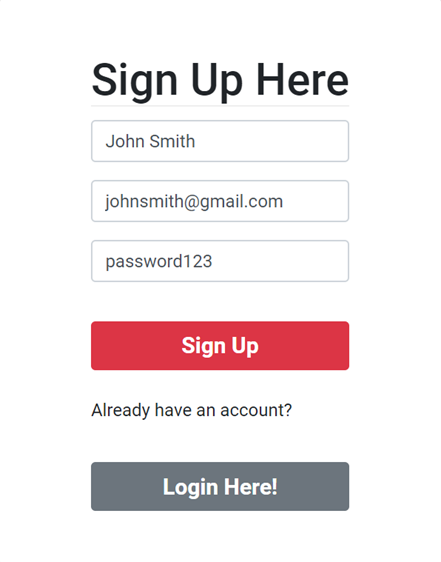 Sign Up Here
John Smith
johnsmith@gmail.com
password123
Sign Up
Already have an account?
Login Here!